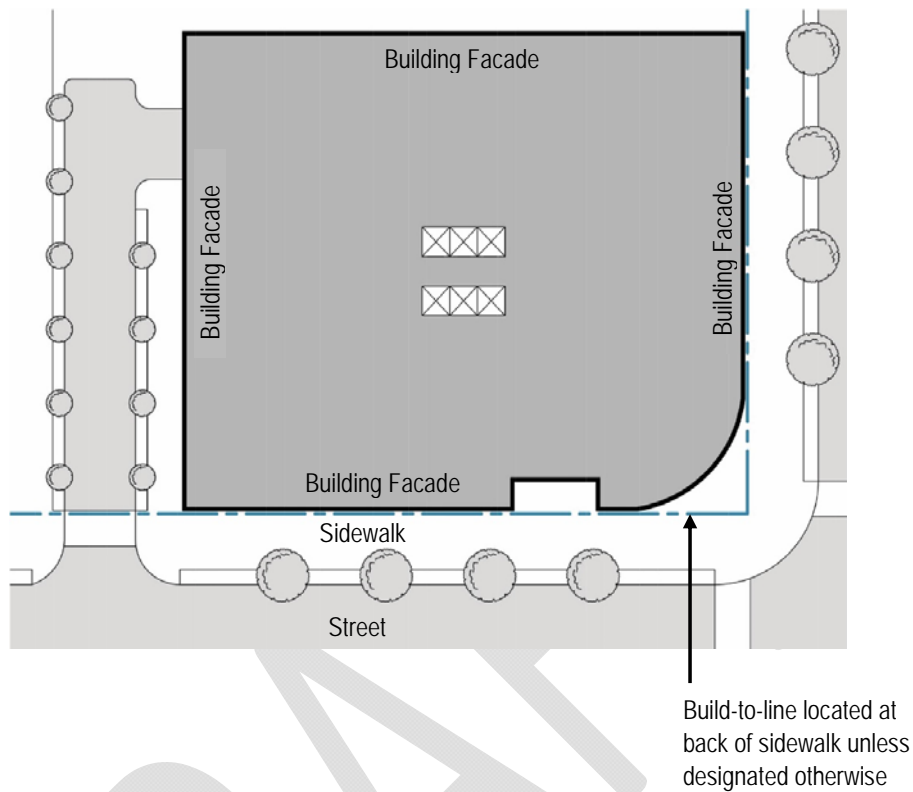 Building Facade
Building Facade
Building Facade
Building Facade
Sidewalk
Street
Build-to-line located at
back of sidewalk unless
designated otherwise